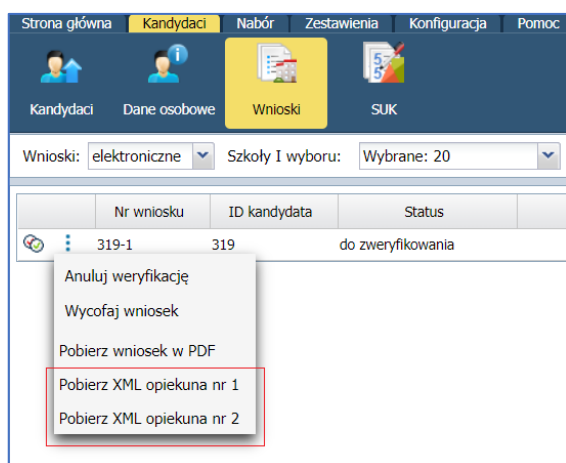 Strona główna Kandydaci Nabór Zestawienia Konfiguracja Pomoc
Kandydaci Dane osobowe Wnioski SUK
Wnioski: elektroniczne Szkoły I wyboru: Wybrane: 20
Nr wniosku ID kandydata Status
319-1 319 do zweryfikowania
Anuluj weryfikację
Wycofaj wniosek
Pobierz wniosek w PDF
Pobierz XML opiekuna nr 1
Pobierz XML opiekuna nr 2